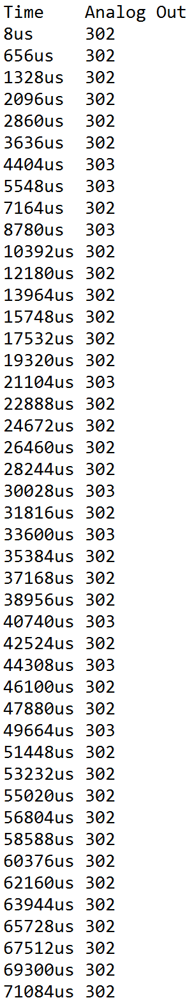 Time    Analog Out
8us     302
656us   302
1328us  302
2096us  302
2860us  302
3636us  302
4404us  303
5548us  303
7164us  302
8780us  303
10392us 302
12180us 302
13964us 302
15748us 302
17532us 302
19320us 302
21104us 303
22888us 302
24672us 302
26460us 302
28244us 302
30028us 303
31816us 302
33600us 303
35384us 302
37168us 302
38956us 302
40740us 303
42524us 302
44308us 303
46100us 302
47880us 302
49664us 303
51448us 302
53232us 302
55020us 302
56804us 302
58588us 302
60376us 302
62160us 302
63944us 302
65728us 302
67512us 302
69300us 302
71084us 302